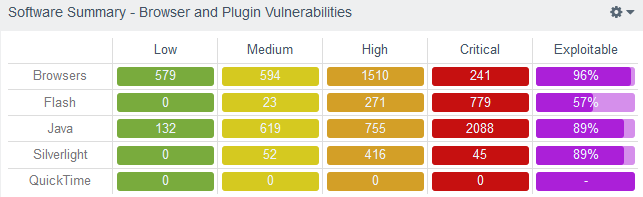 Software Summary - Browser and Plugin Vulnerabilities
Low Medium High Critical Exploitable
Browsers 579 594 1510 241 96%
Flash 0 23 271 779 57%
Java 132 619 755 2088 89%
Silverlight 0 52 416 45 89%
QuickTime 0 0 0 0 -